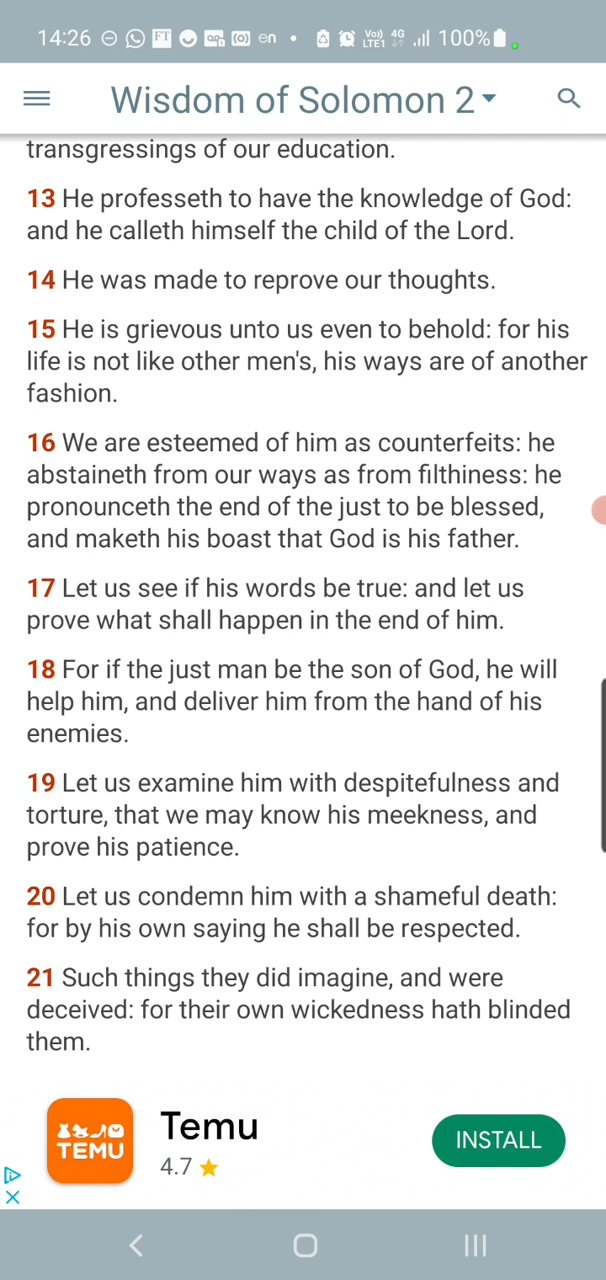 14:26 FT en • Vo)) LTE1 4G 100%
Wisdom of Solomon 2
transgressings of our education.
13 He professeth to have the knowledge of God:
and he calleth himself the child of the Lord.
14 He was made to reprove our thoughts.
15 He is grievous unto us even to behold: for his
life is not like other men's, his ways are of another
fashion.
16 We are esteemed of him as counterfeits: he
abstaineth from our ways as from filthiness: he
pronounceth the end of the just to be blessed,
and maketh his boast that God is his father.
17 Let us see if his words be true: and let us
prove what shall happen in the end of him.
18 For if the just man be the son of God, he will
help him, and deliver him from the hand of his
enemies.
19 Let us examine him with despitefulness and
torture, that we may know his meekness, and
prove his patience.
20 Let us condemn him with a shameful death:
for by his own saying he shall be respected.
21 Such things they did imagine, and were
deceived: for their own wickedness hath blinded
them.
TEMU
Temu
4.7
INSTALL